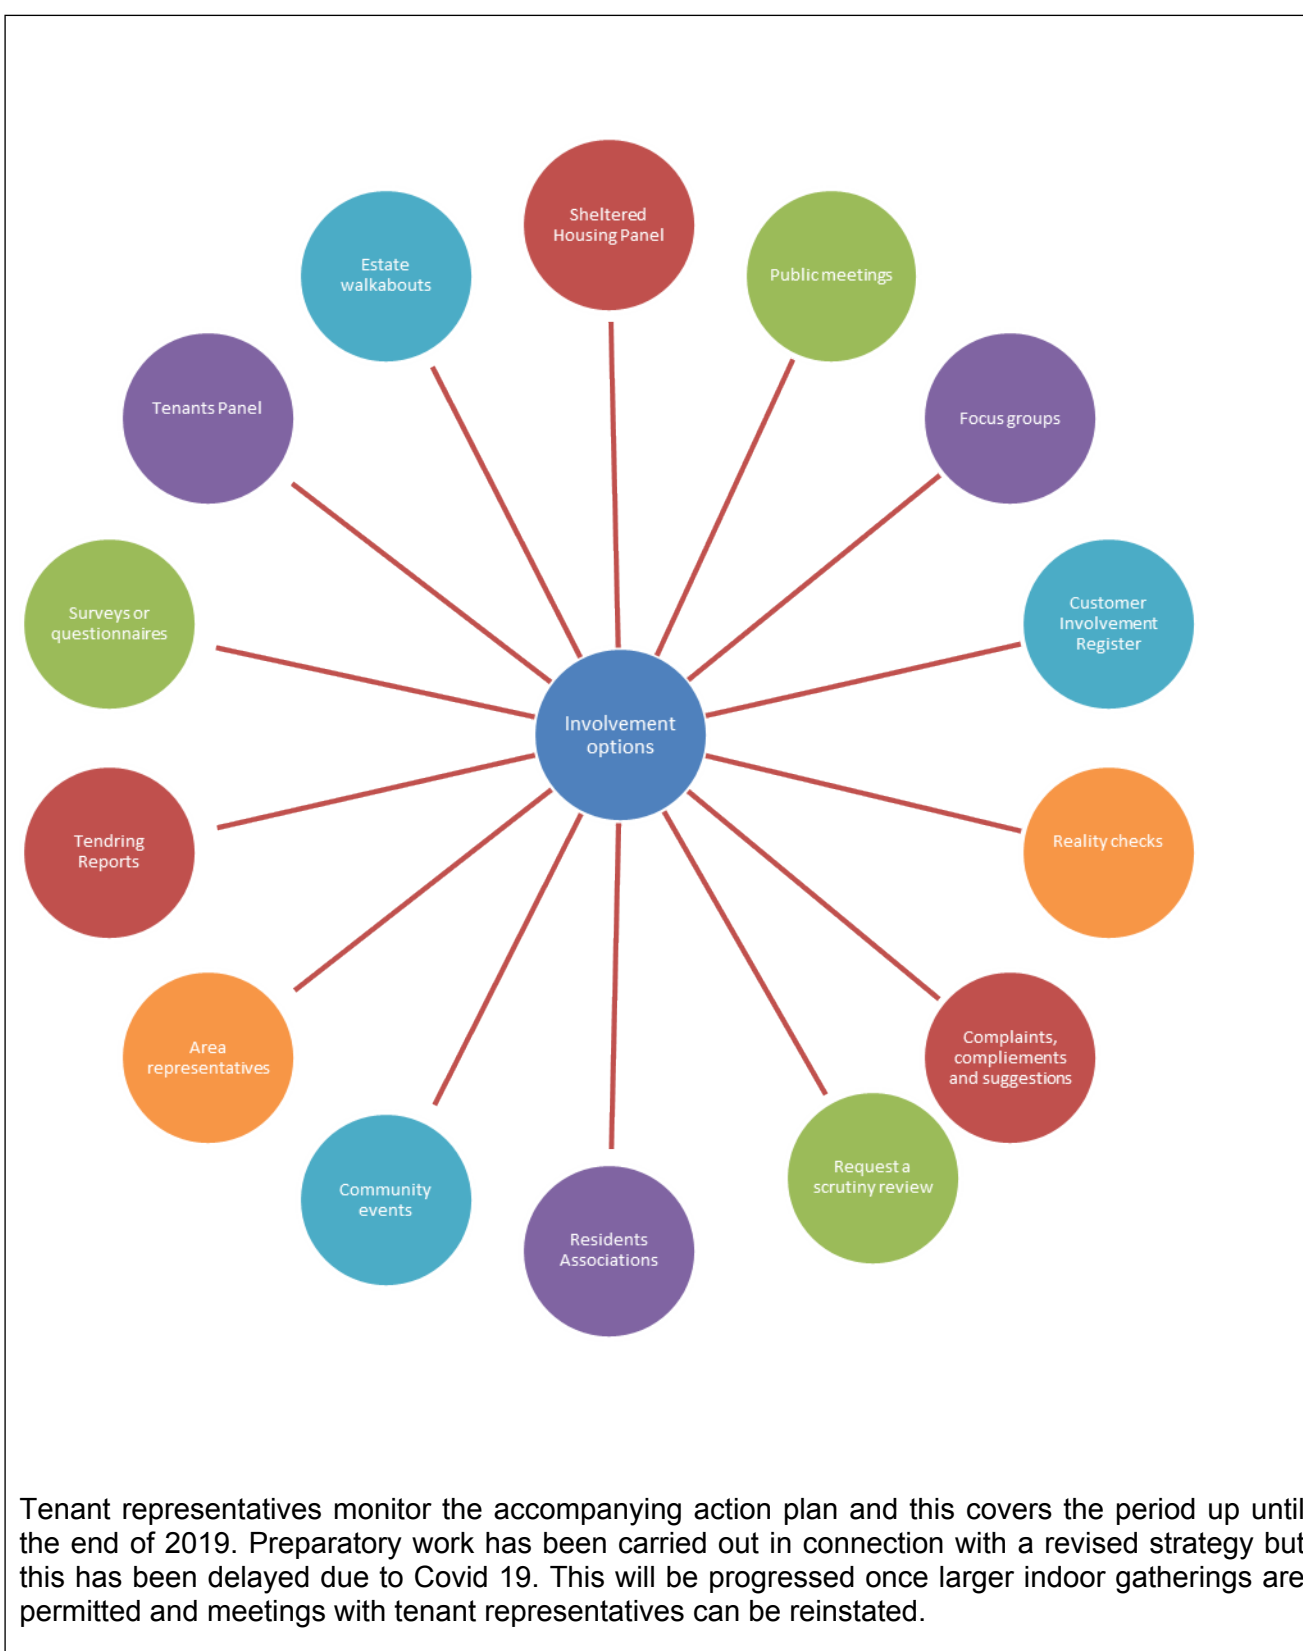 Sheltered
Housing Panel
Public meetings
Focus groups
Customer
Involvement
Register
Reality checks
Complaints,
compliements
and suggestions
Request a
scrutiny review
Residents
Associations
Community
events
Area
representatives
Tendring
Reports
Surveys or
questionnaires
Tenants Panel
Estate
walkabouts
Involvement
options
Tenant representatives monitor the accompanying action plan and this covers the period up until
the end of 2019. Preparatory work has been carried out in connection with a revised strategy but
this has been delayed due to Covid 19. This will be progressed once larger indoor gatherings are
permitted and meetings with tenant representatives can be reinstated.